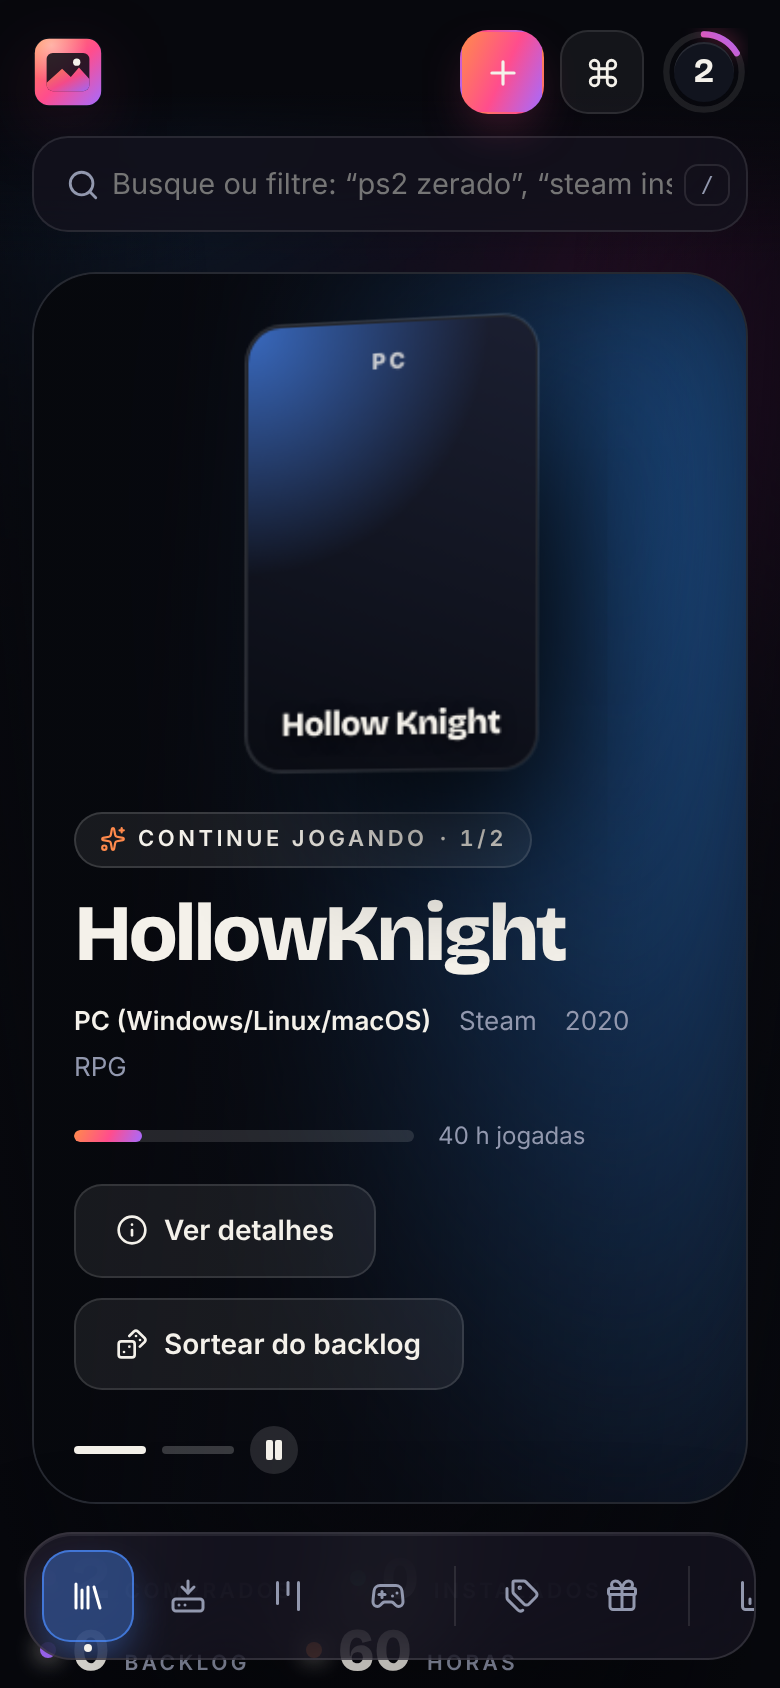 2
Busque ou filtre: “ps2 zerado”, “steam ins
/
PC
Hollow Knight
CONTINUE JOGANDO · 1/2
HollowKnight
PC (Windows/Linux/macOS) Steam 2020
RPG
40 h jogadas
Ver detalhes
Sortear do backlog
0 BACKLOG 60 HORAS